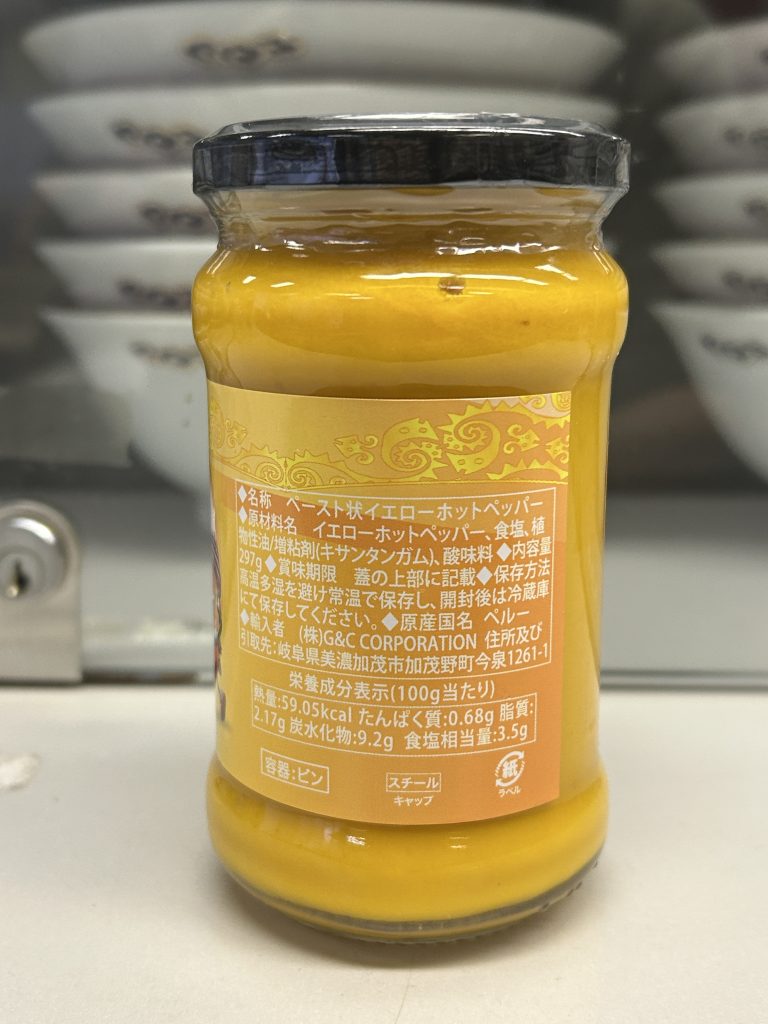 ◆名称　ペースト状イエローホットペッパー
◆原材料名　イエローホットペッパー、食塩、植
物性油/増粘剤(キサンタンガム)、酸味料 ◆内容量
297g ◆賞味期限　蓋の上部に記載◆保存方法
高温多湿を避け常温で保存し、開封後は冷蔵庫
にて保存してください。◆原産国名　ペルー
◆輸入者　(株)G&C CORPORATION 住所及び
引取先：岐阜県美濃加茂市加茂野町今泉1261-1
栄養成分表示(100g当たり)
熱量:59.05kcal たんぱく質:0.68g 脂質:
2.17g 炭水化物:9.2g 食塩相当量:3.5g
容器:ビン
スチール
キャップ
紙
ラベル